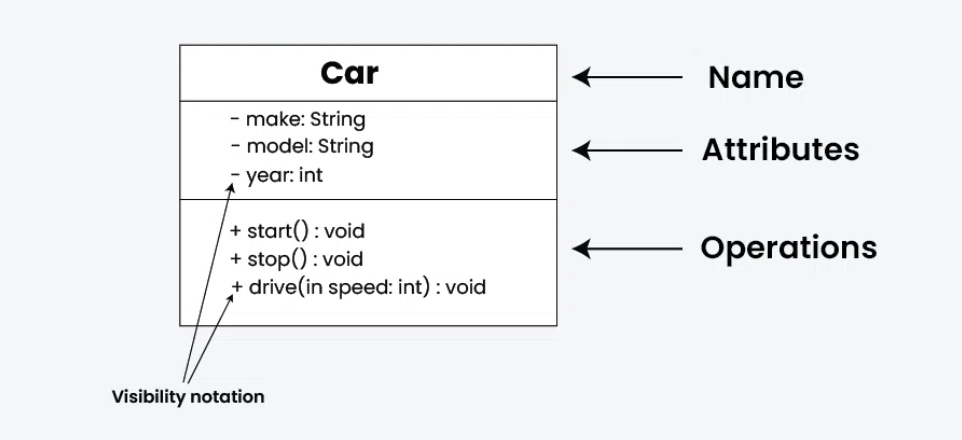 Car
Name
- make: String
- model: String
- year: int
Attributes
+ start() : void
+ stop() : void
+ drive(in speed: int) : void
Operations
Visibility notation